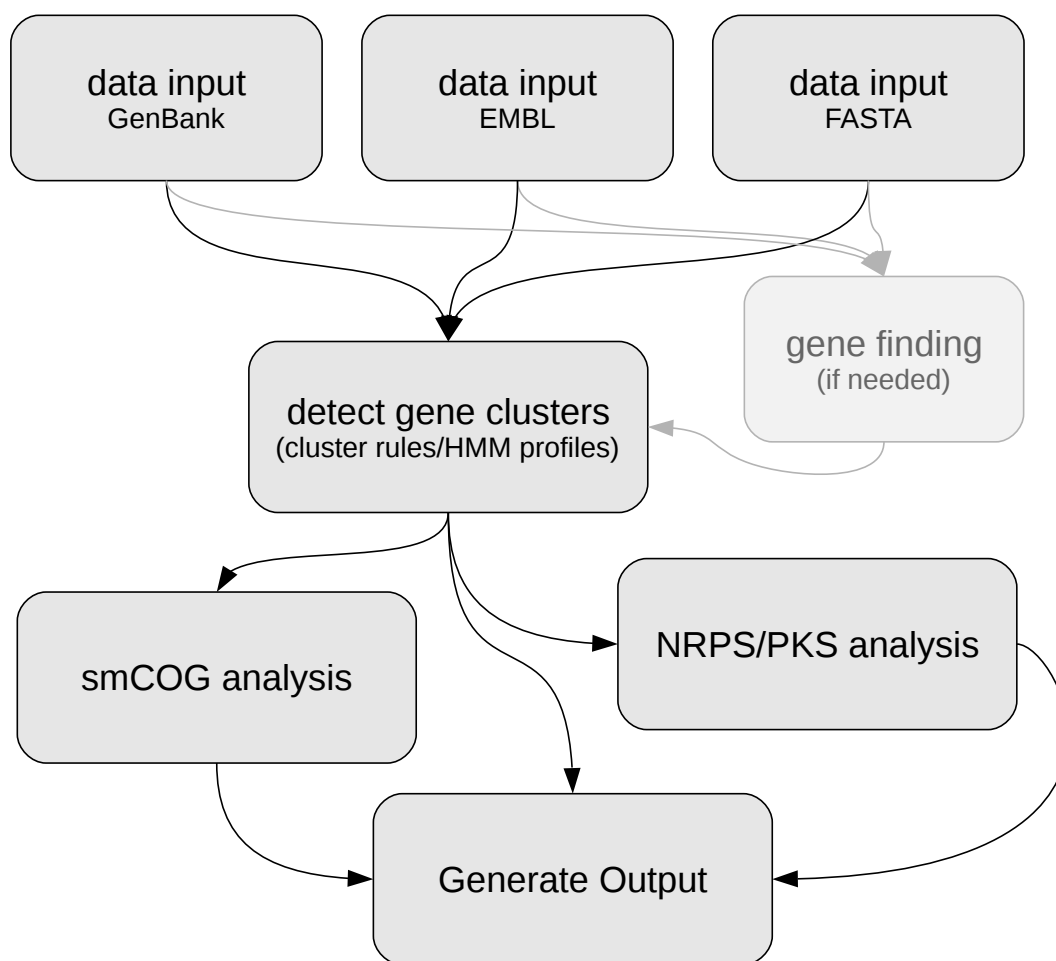 data input
GenBank
data input
EMBL
data input
FASTA
gene finding
(if needed)
detect gene clusters
(cluster rules/HMM profiles)
NRPS/PKS analysis
smCOG analysis
Generate Output